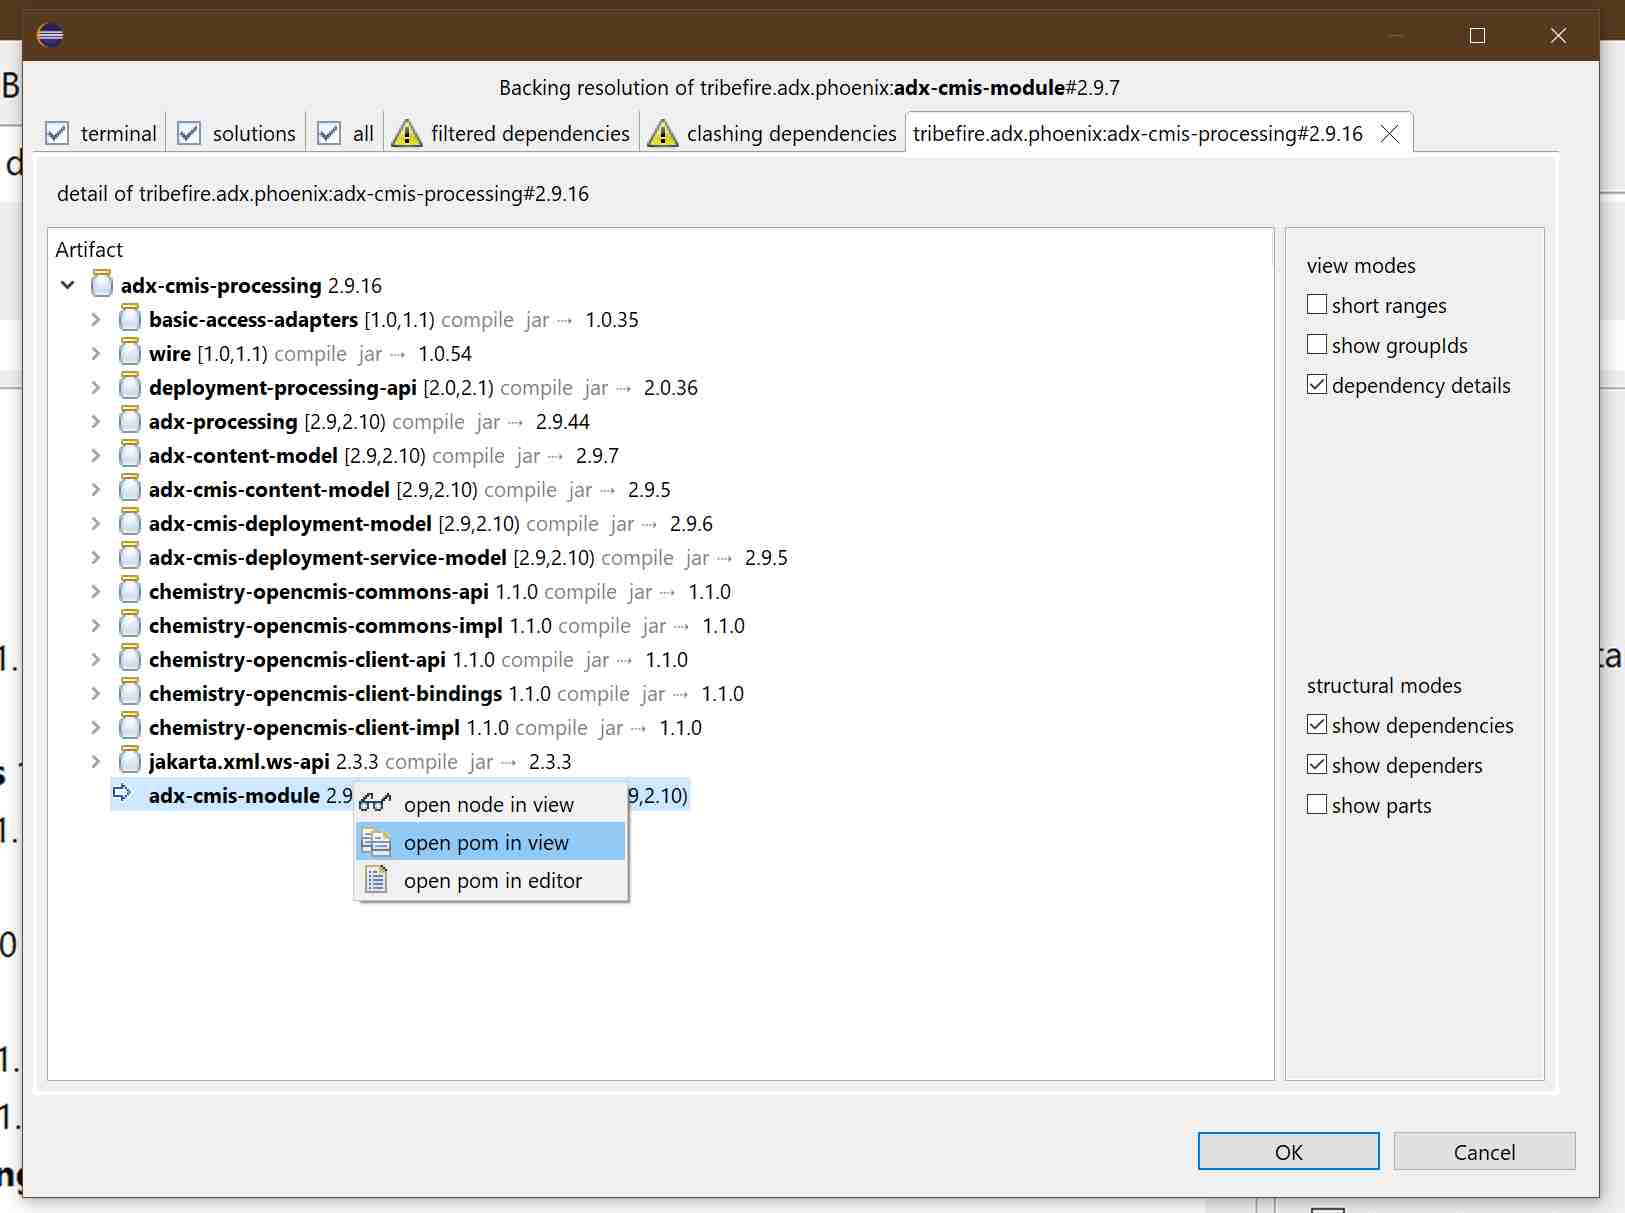 Backing resolution of tribefire.adx.phoenix:adx-cmis-module#2.9.7
terminal solutions all filtered dependencies clashing dependencies tribefire.adx.phoenix:adx-cmis-processing#2.9.16
detail of tribefire.adx.phoenix:adx-cmis-processing#2.9.16
Artifact
adx-cmis-processing 2.9.16
basic-access-adapters [1.0,1.1) compile jar ⇢ 1.0.35
wire [1.0,1.1) compile jar ⇢ 1.0.54
deployment-processing-api [2.0,2.1) compile jar ⇢ 2.0.36
adx-processing [2.9,2.10) compile jar ⇢ 2.9.44
adx-content-model [2.9,2.10) compile jar ⇢ 2.9.7
adx-cmis-content-model [2.9,2.10) compile jar ⇢ 2.9.5
adx-cmis-deployment-model [2.9,2.10) compile jar ⇢ 2.9.6
adx-cmis-deployment-service-model [2.9,2.10) compile jar ⇢ 2.9.5
chemistry-opencmis-commons-api 1.1.0 compile jar ⇢ 1.1.0
chemistry-opencmis-commons-impl 1.1.0 compile jar ⇢ 1.1.0
chemistry-opencmis-client-api 1.1.0 compile jar ⇢ 1.1.0
chemistry-opencmis-client-bindings 1.1.0 compile jar ⇢ 1.1.0
chemistry-opencmis-client-impl 1.1.0 compile jar ⇢ 1.1.0
jakarta.xml.ws-api 2.3.3 compile jar ⇢ 2.3.3
adx-cmis-module 2.9 9,2.10)
open node in view
open pom in view
open pom in editor
view modes
short ranges
show groupIds
dependency details
structural modes
show dependencies
show dependers
show parts
OK Cancel